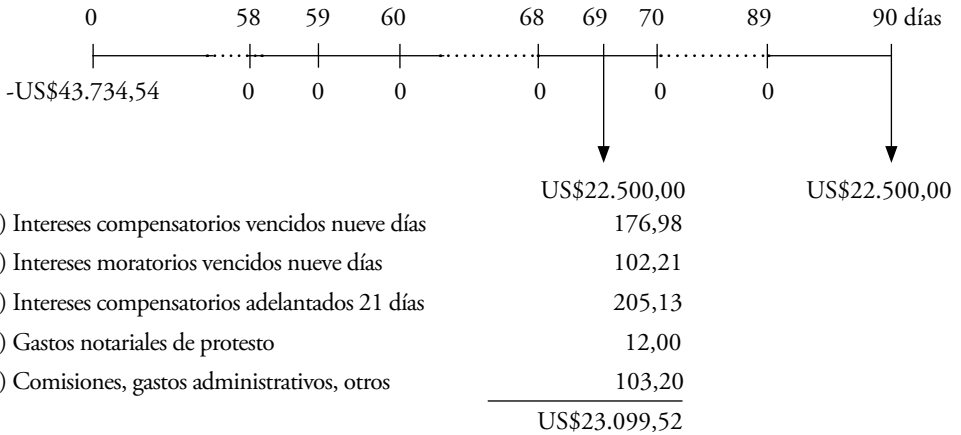 0 58 59 60 68 69 70 89 90 días
-US$43.734,54 0 0 0 0 0 0
US$22.500,00 US$22.500,00
) Intereses compensatorios vencidos nueve días 176,98
) Intereses moratorios vencidos nueve días 102,21
) Intereses compensatorios adelantados 21 días 205,13
) Gastos notariales de protesto 12,00
) Comisiones, gastos administrativos, otros 103,20
US$23.099,52